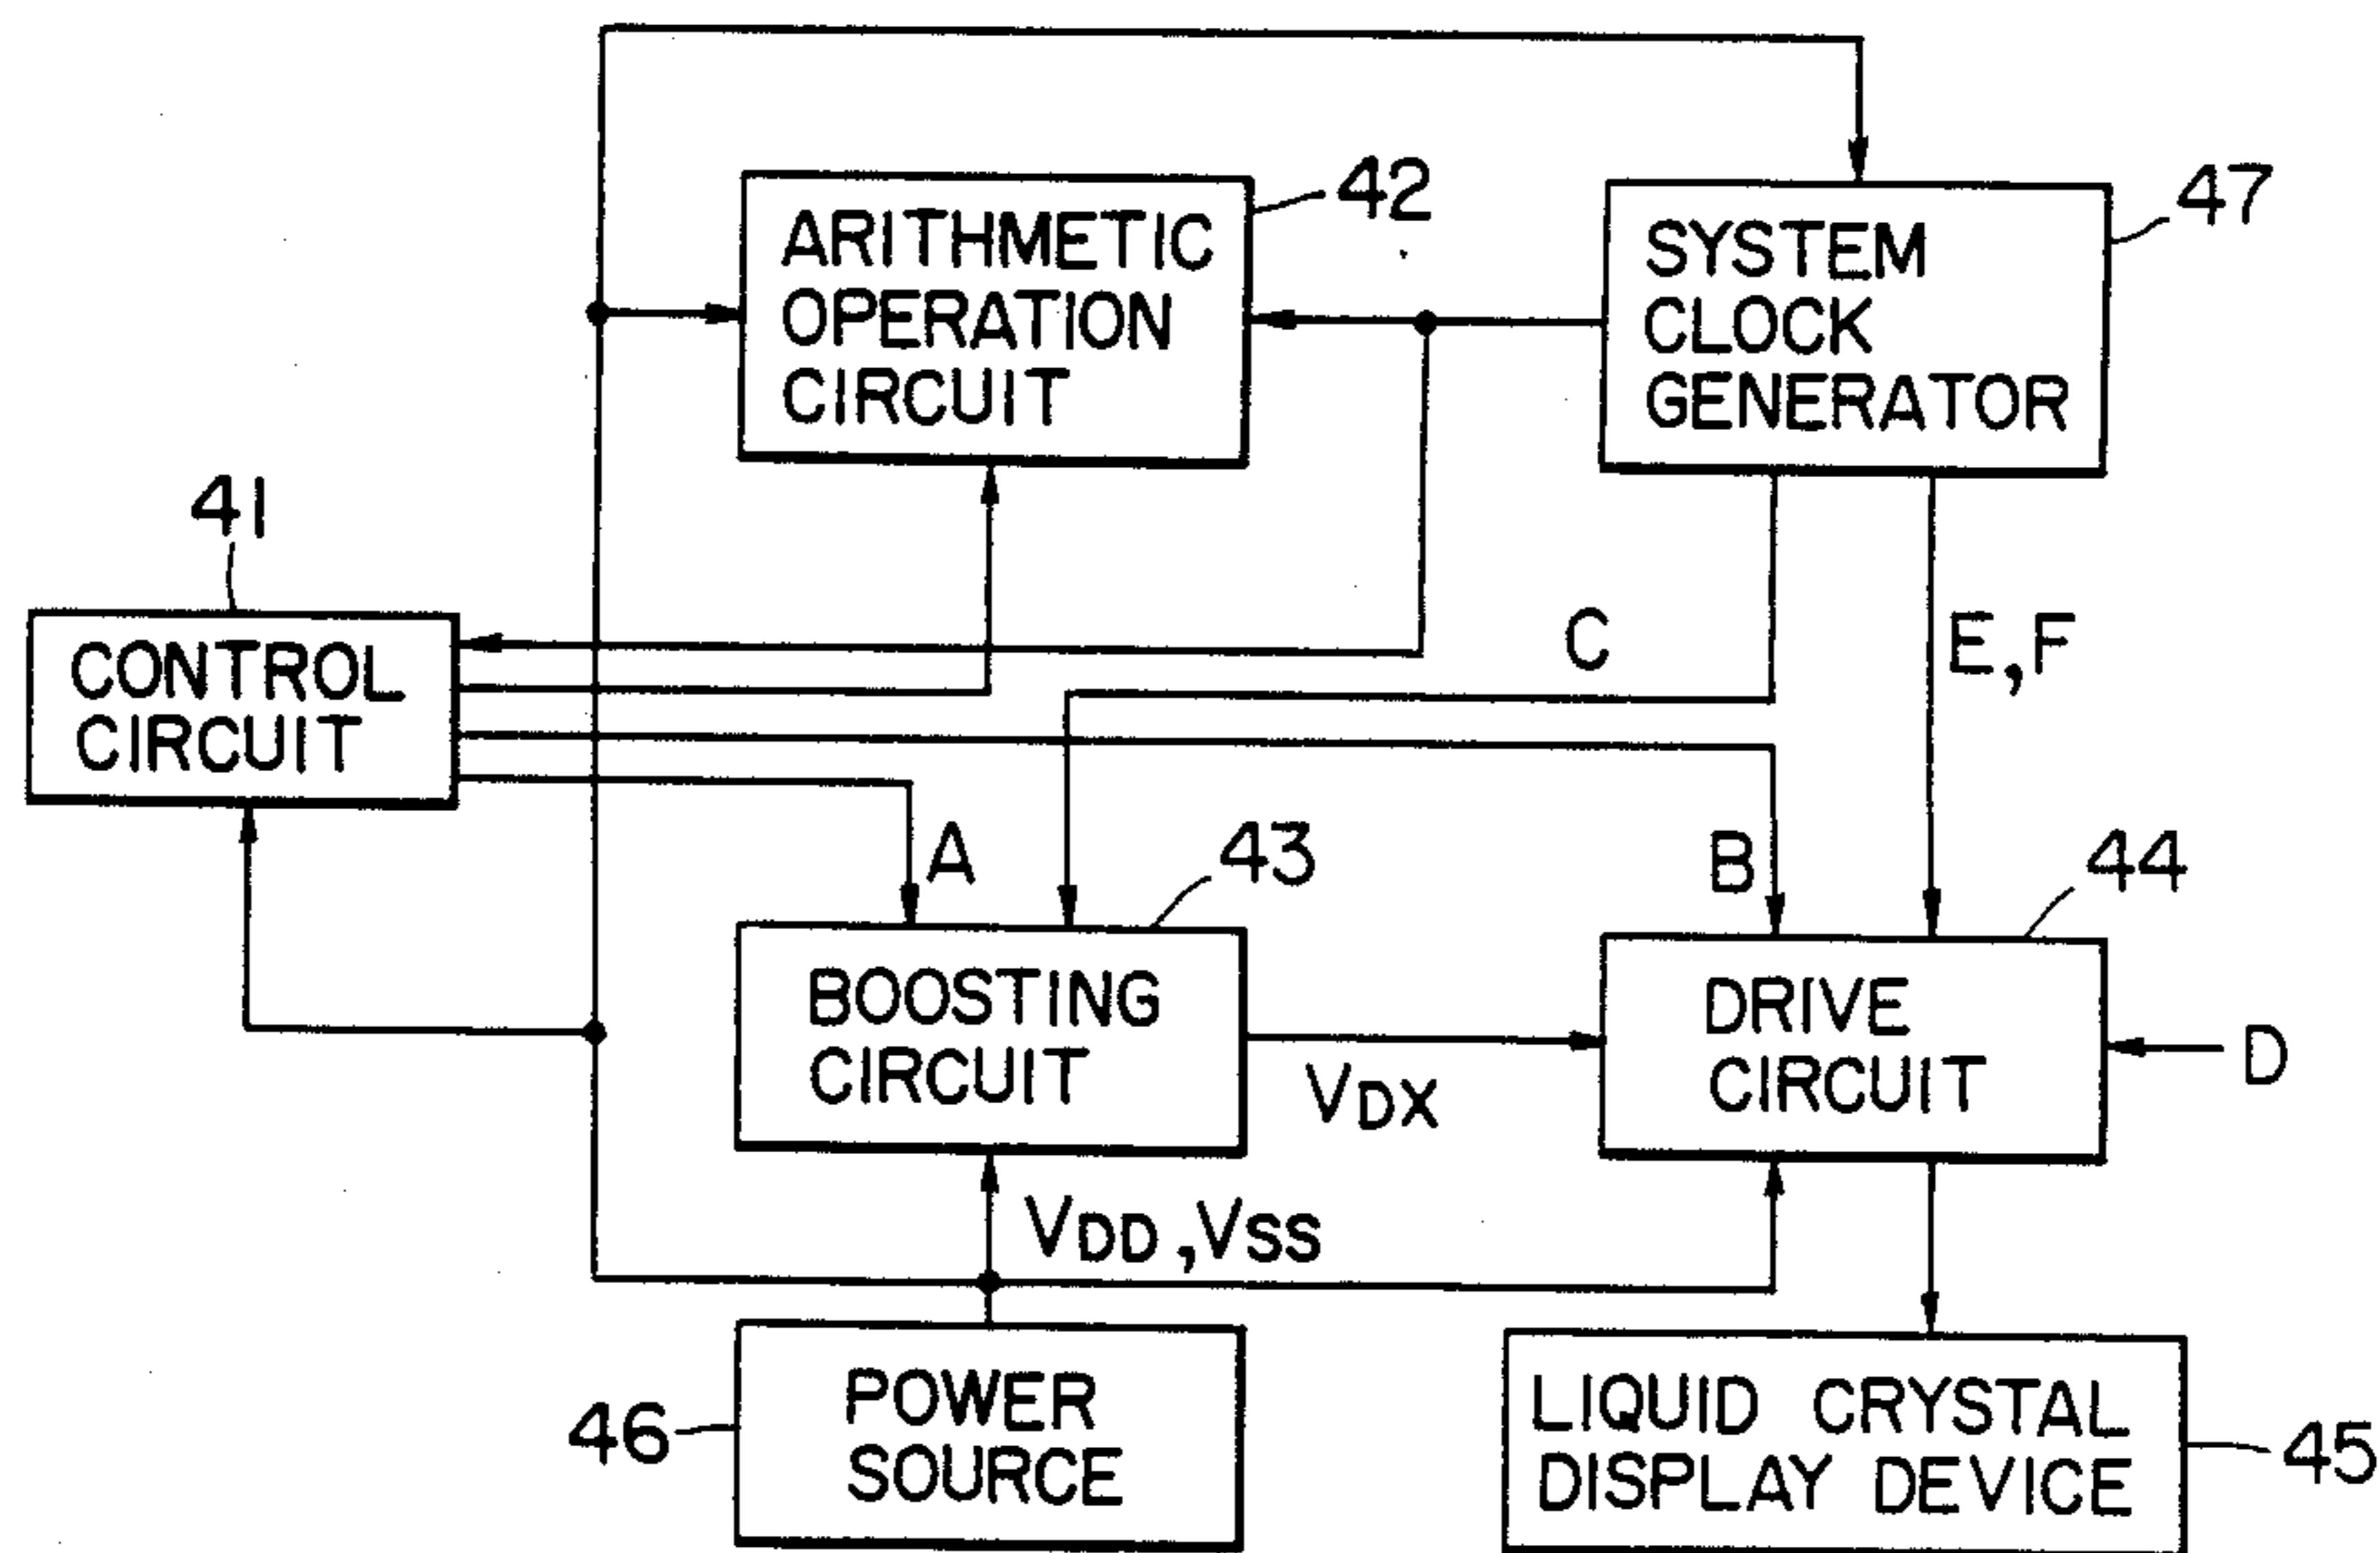 42
ARITHMETIC
OPERATION
CIRCUIT
47
SYSTEM
CLOCK
GENERATOR
41
CONTROL
CIRCUIT
C
E,F
A
43
B
44
BOOSTING
CIRCUIT
DRIVE
CIRCUIT
D
VDX
VDD,VSS
46
POWER
SOURCE
LIQUID CRYSTAL
DISPLAY DEVICE
45